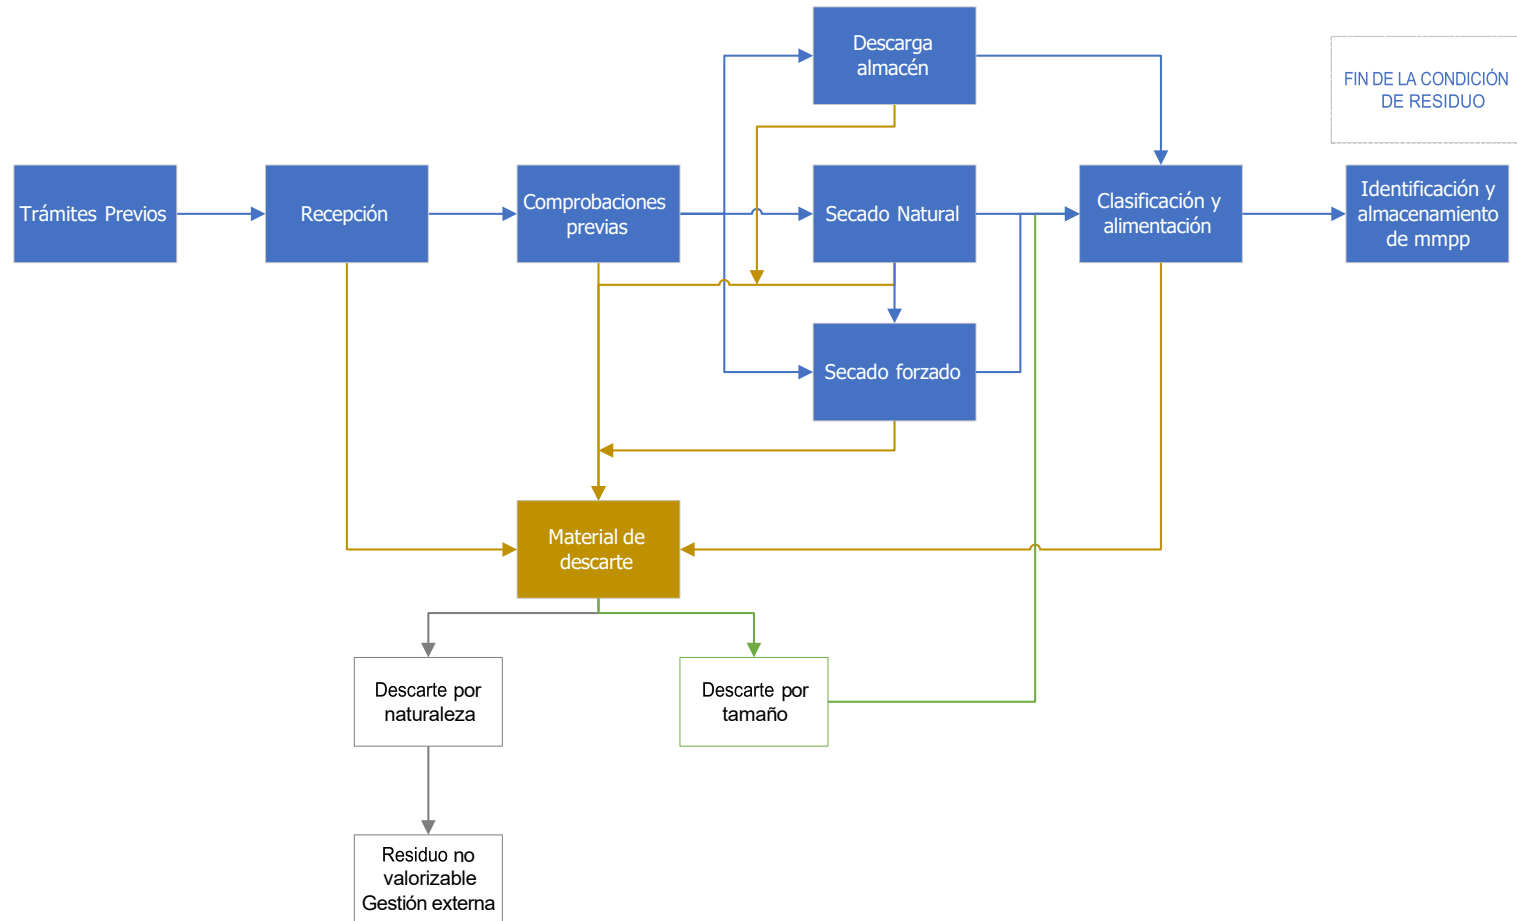 Descarga
almacén
FIN DE LA CONDICIÓN
DE RESIDUO
Trámites Previos
Recepción
Comprobaciones
previas
Secado Natural
Clasificación y
alimentación
Identificación y
almacenamiento
de mmpp
Secado forzado
Material de
descarte
Descarte por
naturaleza
Descarte por
tamaño
Residuo no
valorizable
Gestión externa